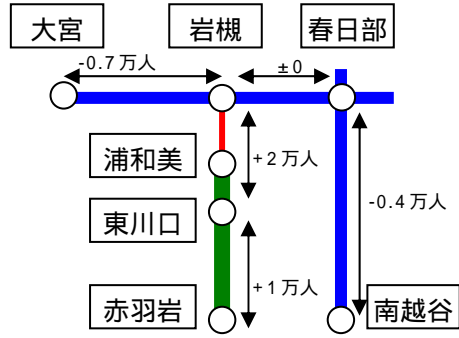 大宮
岩槻
春日部
-0.7万人
±0
浦和美
+2万人
東川口
-0.4万人
+1万人
赤羽岩
南越谷